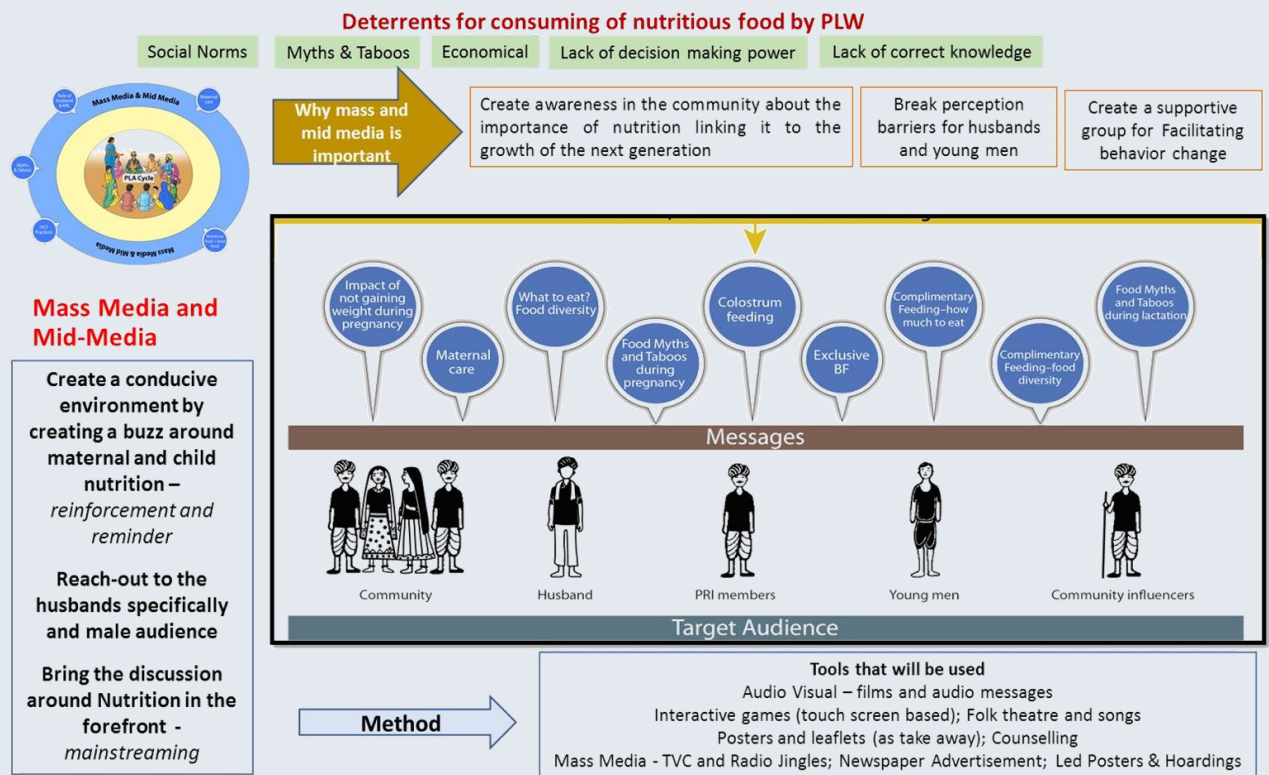 Deterrents for consuming of nutritious food by PLW
Social Norms
Myths & Taboos
Economical
Lack of decision making power
Lack of correct knowledge
Mass Media & Mid Media
Role of husband & MIL
Maternal care
Myths & Taboos
PLA Cycle
IYCF Practices
Mass Media & Mid Media
Why mass and
mid media is
important
Create awareness in the community about the
importance of nutrition linking it to the
growth of the next generation
Break perception
barriers for husbands
and young men
Create a supportive
group for Facilitating
behavior change
Mass Media and
Mid-Media
Create a conducive
environment by
creating a buzz around
maternal and child
nutrition –
reinforcement and
reminder
Reach-out to the
husbands specifically
and male audience
Bring the discussion
around Nutrition in the
forefront -
mainstreaming
Impact of
not gaining
weight during
pregnancy
Maternal
care
What to eat?
Food diversity
Food Myths
and Taboos
during
pregnancy
Colostrum
feeding
Exclusive
BF
Complimentary
Feeding–how
much to eat
Complimentary
Feeding–food
diversity
Food Myths
and Taboos
during lactation
Messages
Community
Husband
PRI members
Young men
Community influencers
Target Audience
Method
Tools that will be used
Audio Visual – films and audio messages
Interactive games (touch screen based); Folk theatre and songs
Posters and leaflets (as take away); Counselling
Mass Media - TVC and Radio Jingles; Newspaper Advertisement; Led Posters & Hoardings